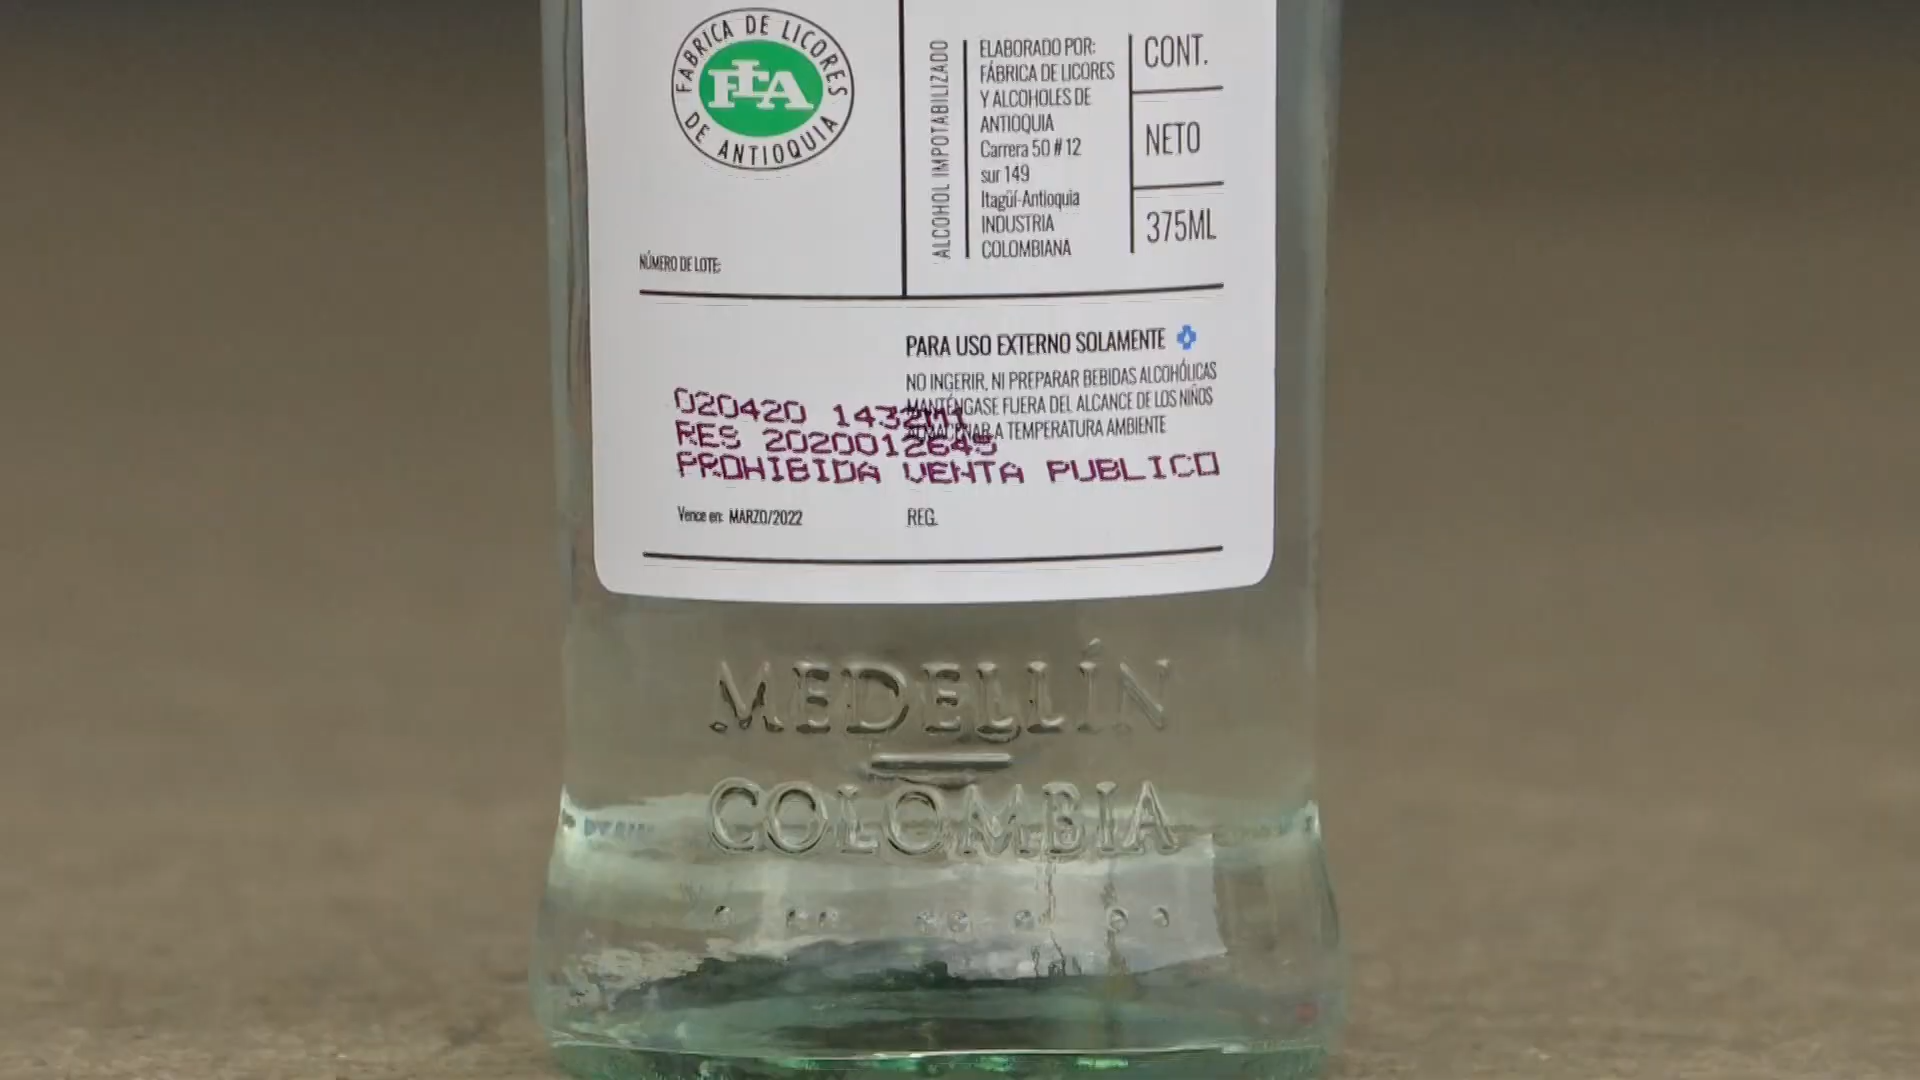 FÁBRICA DE LICORES
DE ANTIOQUIA
FLA
NÚMERO DE LOTE:
ALCOHOL IMPOTABILIZADO
ELABORADO POR:
FÁBRICA DE LICORES
Y ALCOHOLES DE
ANTIOQUIA
Carrera 50 # 12
sur 149
Itagüí-Antioquia
INDUSTRIA
COLOMBIANA
CONT.
NETO
375ML
PARA USO EXTERNO SOLAMENTE
NO INGERIR, NI PREPARAR BEBIDAS ALCOHÓLICAS
MANTÉNGASE FUERA DEL ALCANCE DE LOS NIÑOS
ALMACENAR A TEMPERATURA AMBIENTE
020420 1432M1
RES 2020012645
PROHIBIDA VENTA PUBLICO
Vence en: MARZO/2022
REG.
MEDELLÍN
COLOMBIA